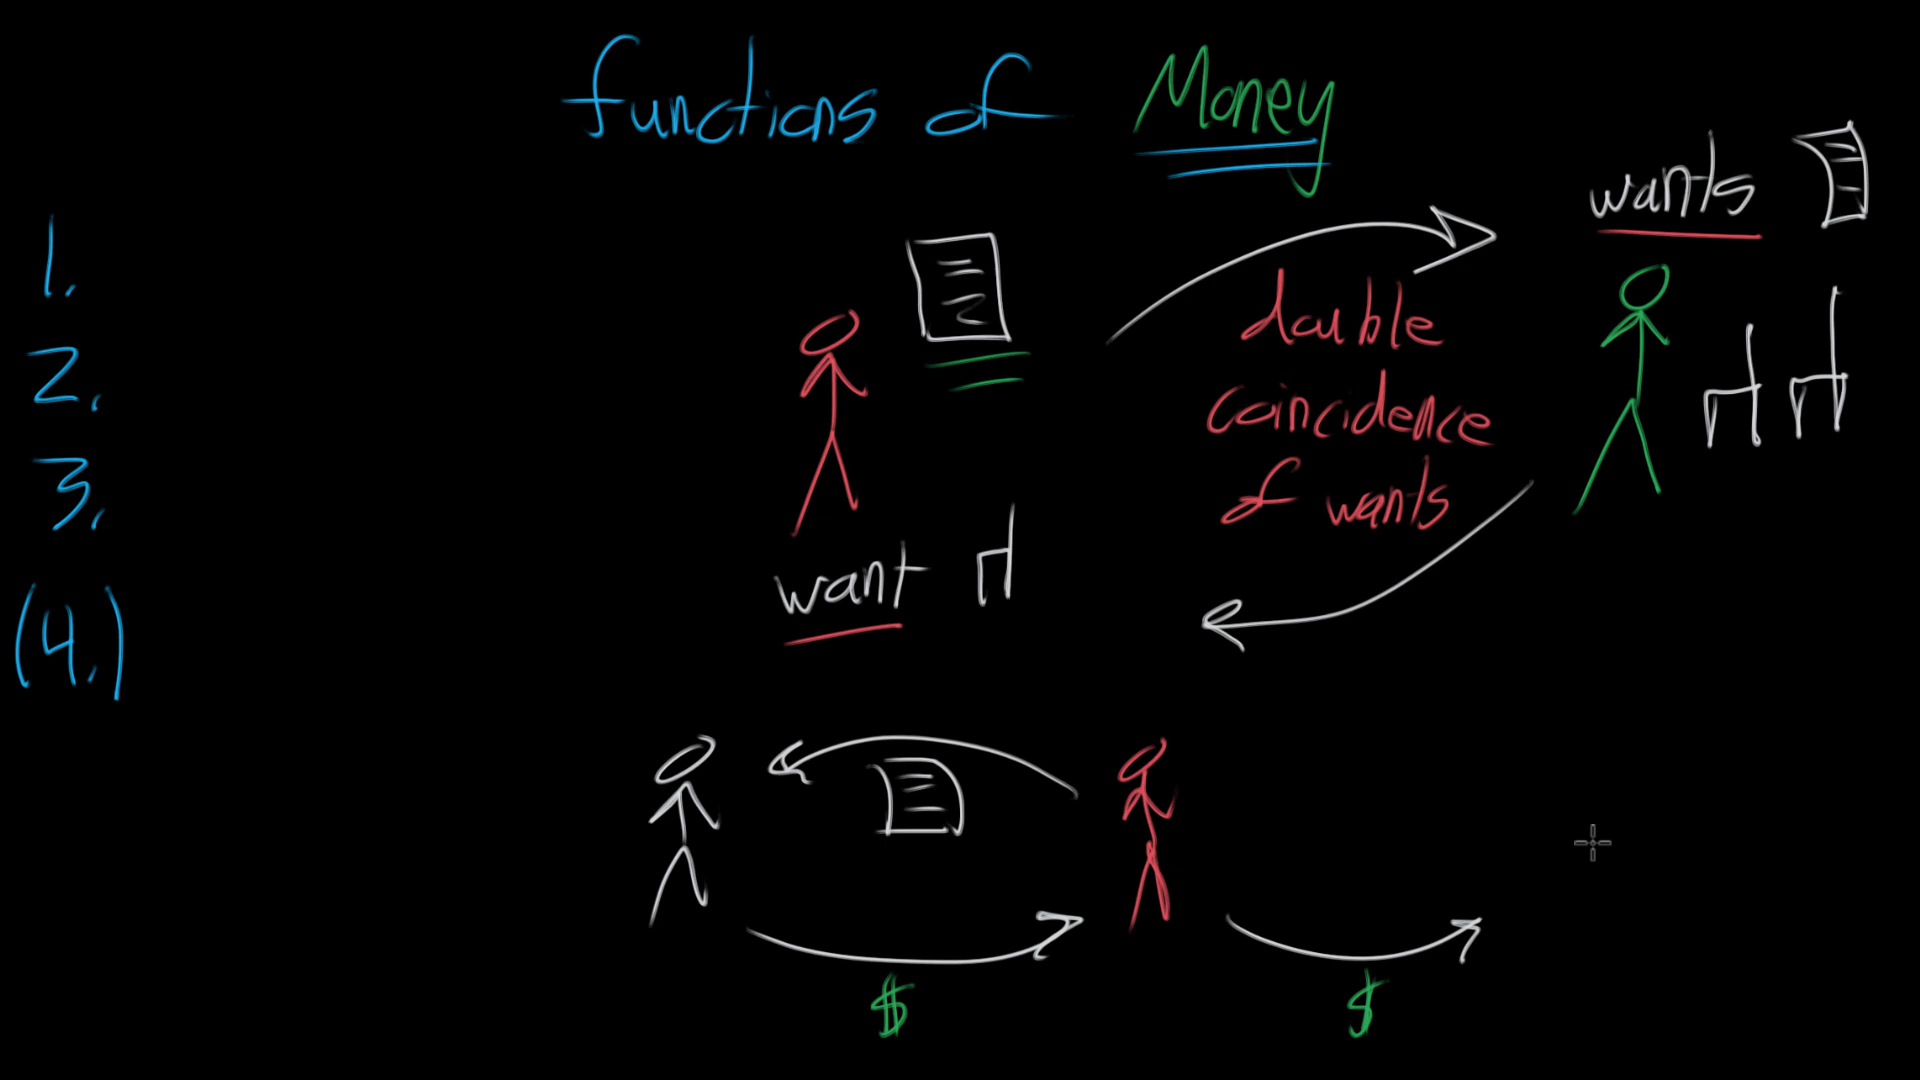 functions of Money
1.
2.
3.
(4.)
wants
double
coincidence
of wants
want
$
$